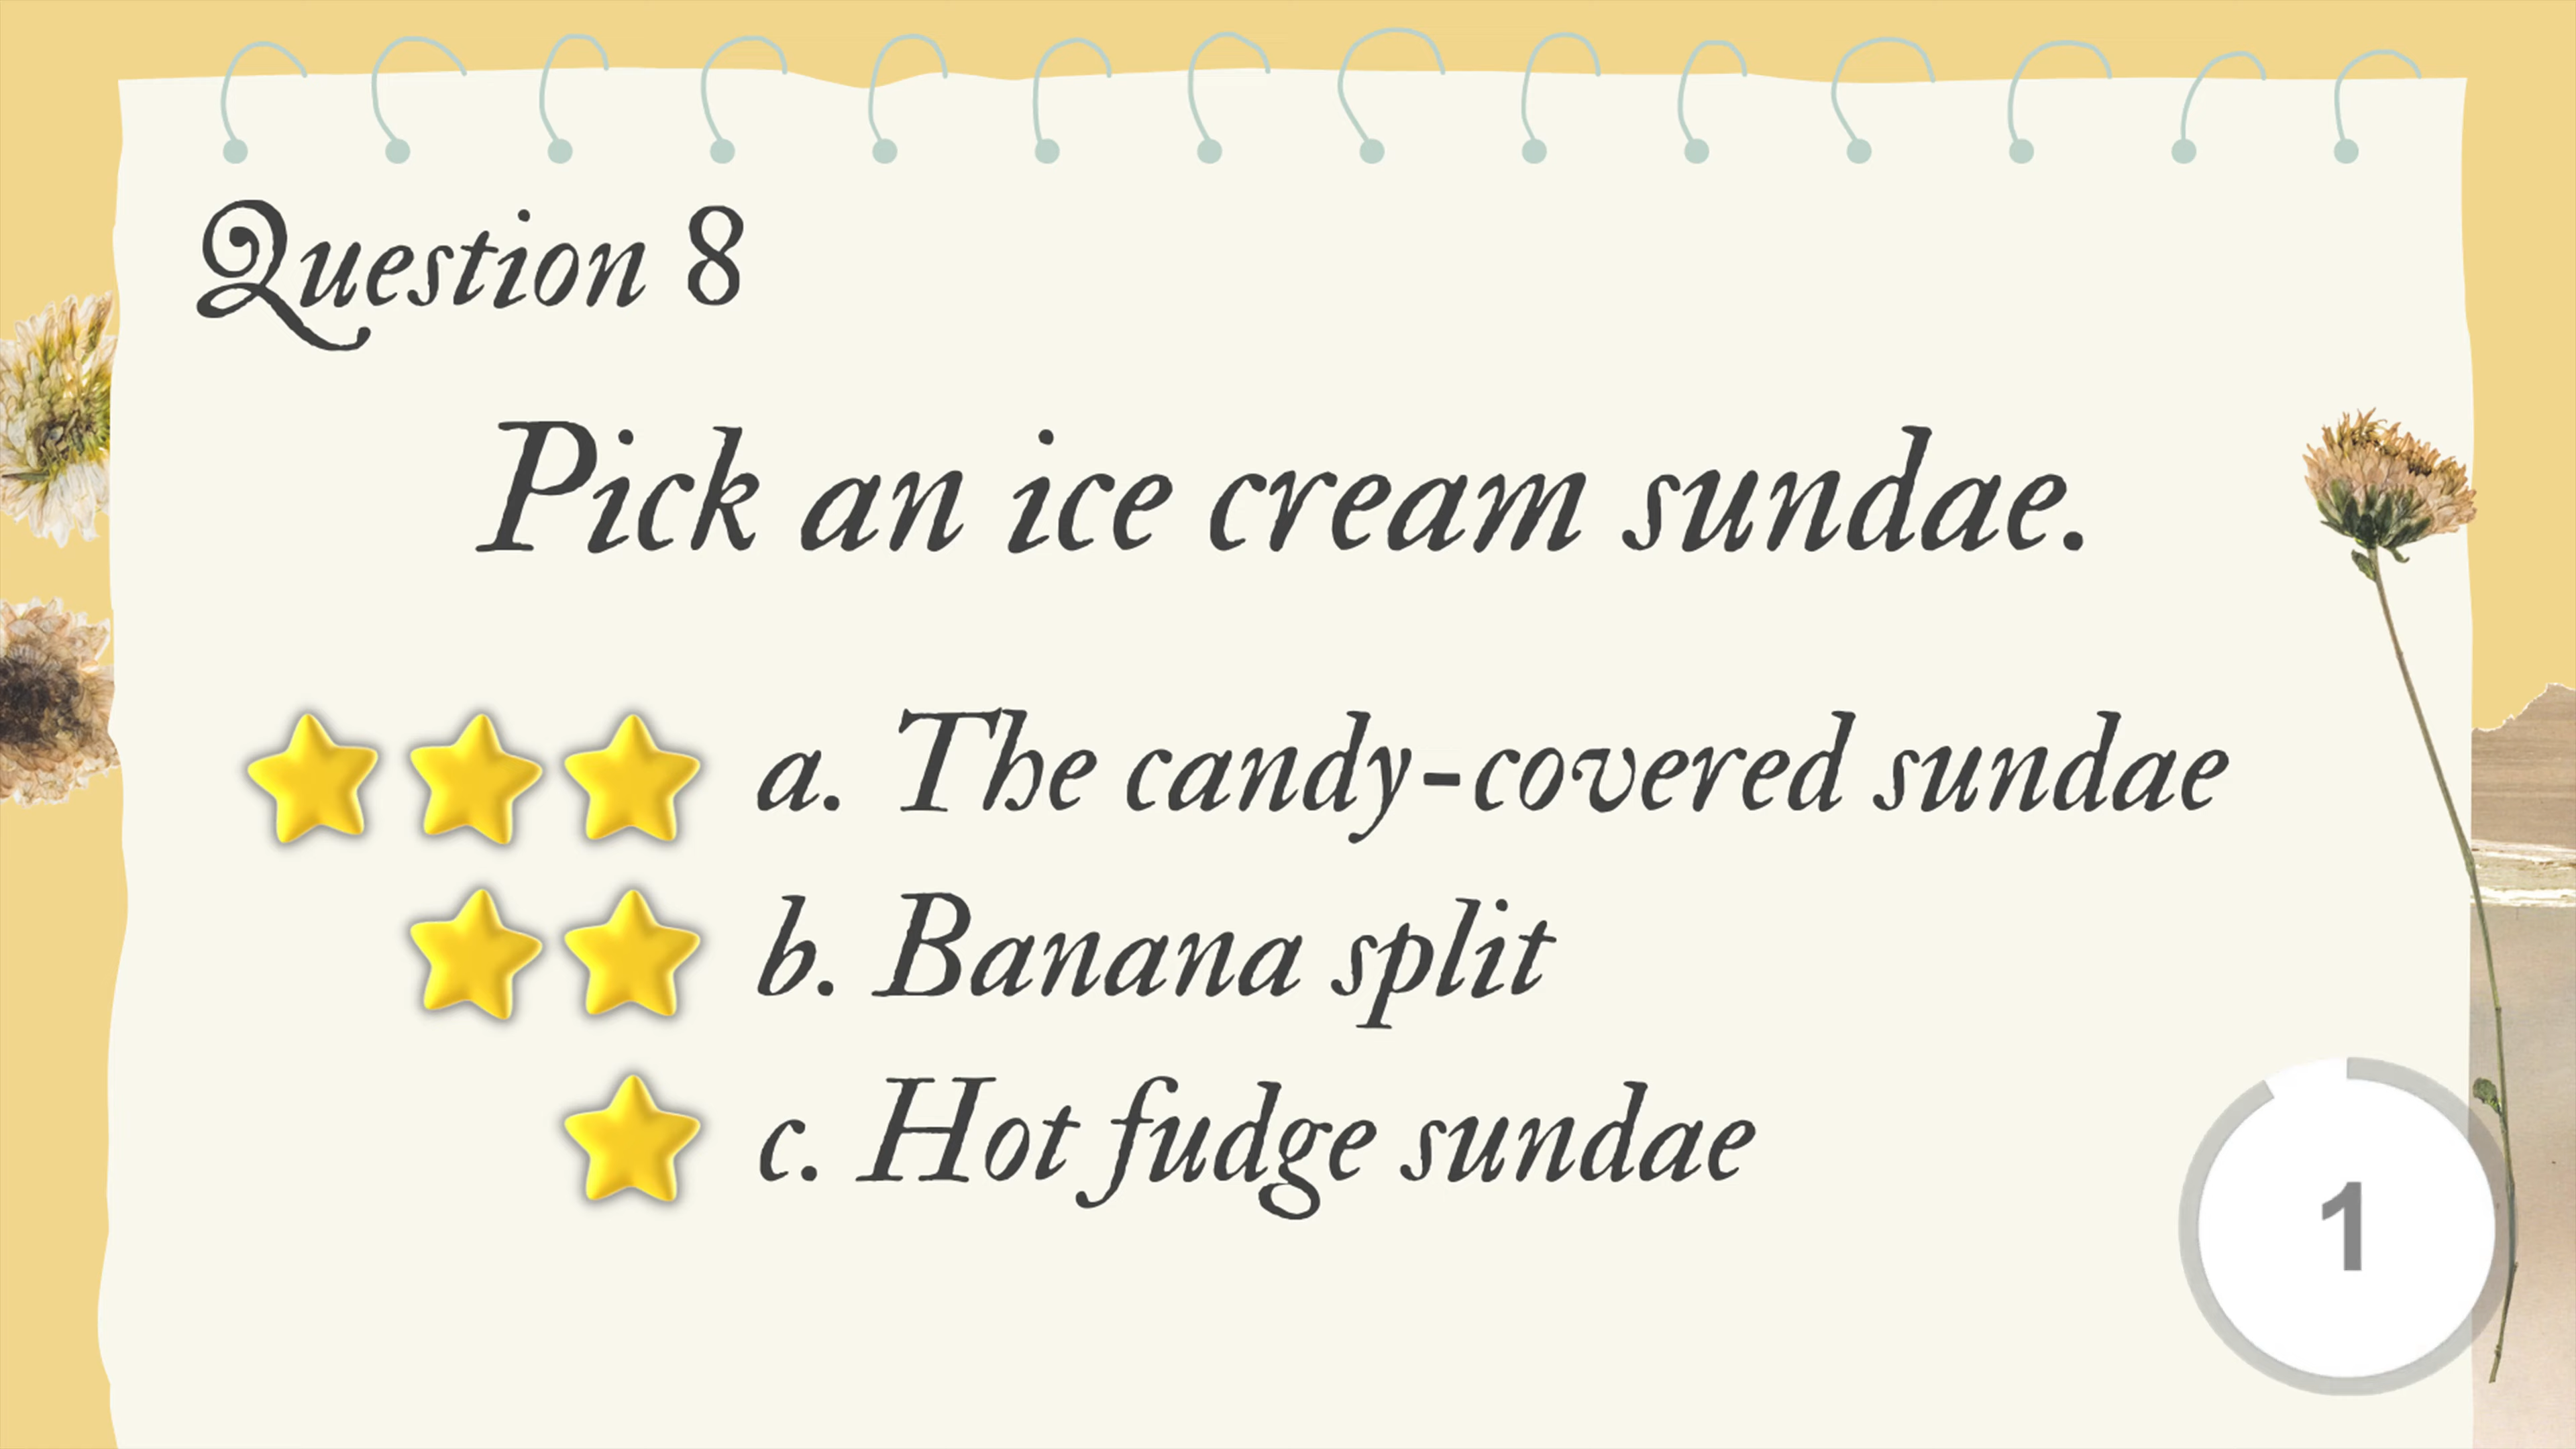 Question 8
Pick an ice cream sundae.
a. The candy-covered sundae
b. Banana split
c. Hot fudge sundae
1